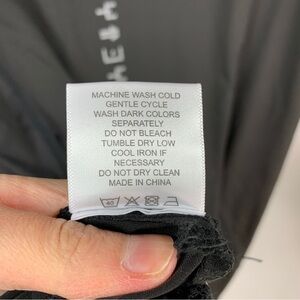 MACHINE WASH COLD
GENTLE CYCLE
WASH DARK COLORS
SEPARATELY
DO NOT BLEACH
TUMBLE DRY LOW
COOL IRON IF
NECESSARY
DO NOT DRY CLEAN
MADE IN CHINA